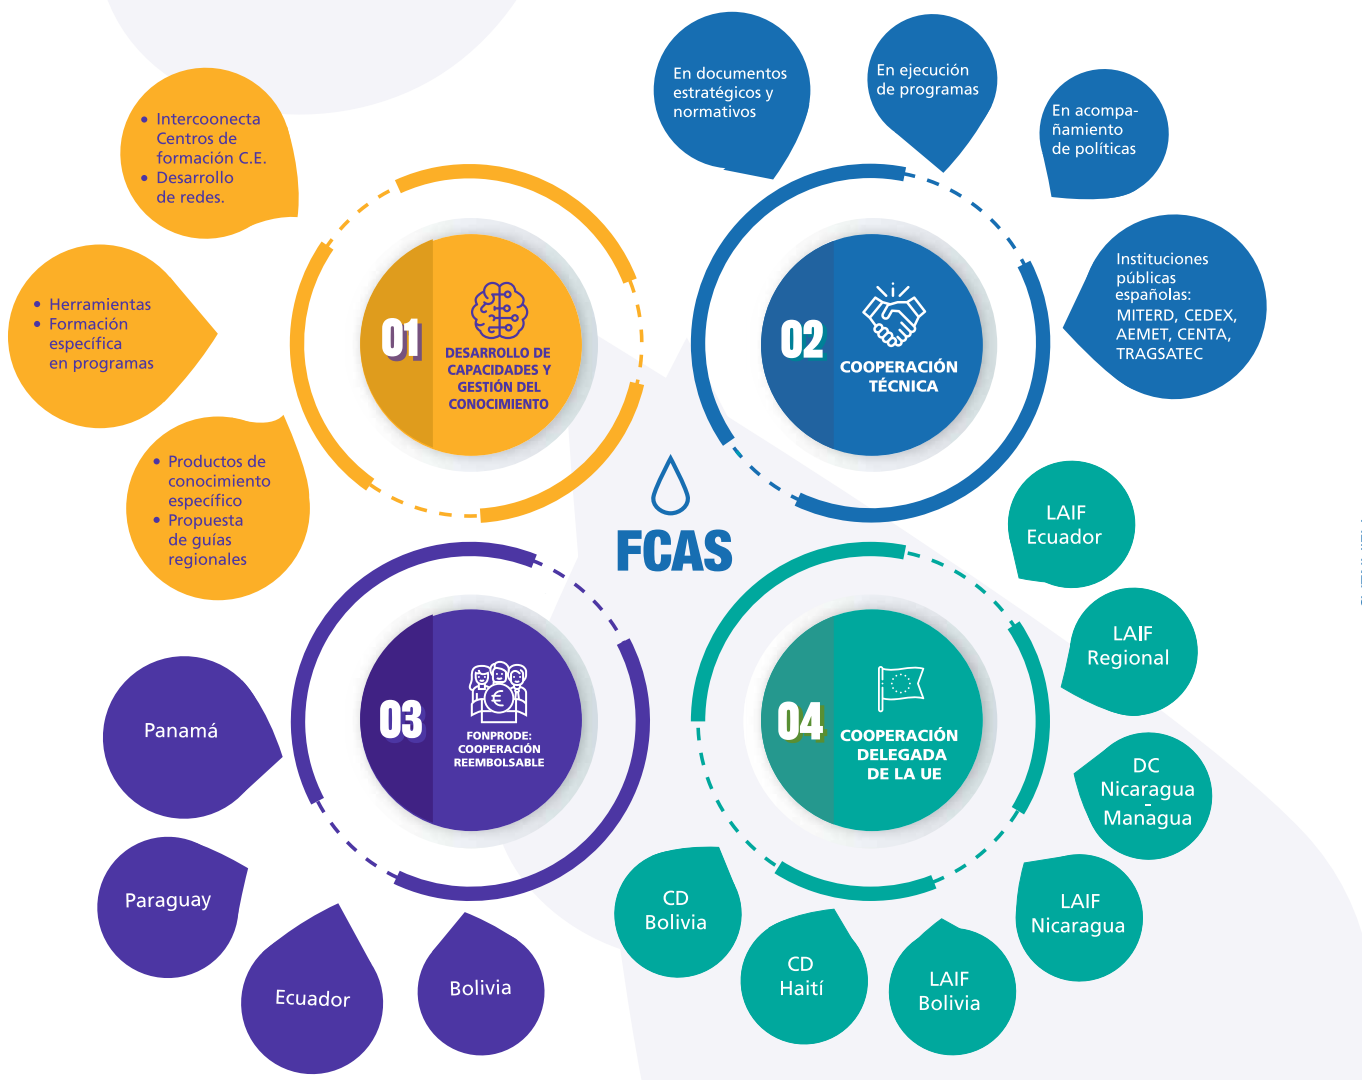 • Intercoonecta
Centros de
formación C.E.
• Desarrollo
de redes.
• Herramientas
• Formación
específica
en programas
• Productos de
conocimiento
específico
• Propuesta
de guías
regionales
01
DESARROLLO DE
CAPACIDADES Y
GESTIÓN DEL
CONOCIMIENTO
En documentos
estratégicos y
normativos
En ejecución
de programas
En acompa-
ñamiento
de políticas
Instituciones
públicas
españolas:
MITERD, CEDEX,
AEMET, CENTA,
TRAGSATEC
02
COOPERACIÓN
TÉCNICA
FCAS
03
€
FONPRODE:
COOPERACIÓN
REEMBOLSABLE
Panamá
Paraguay
Ecuador
Bolivia
04
COOPERACIÓN
DELEGADA
DE LA UE
LAIF
Ecuador
LAIF
Regional
DC
Nicaragua
-
Managua
LAIF
Nicaragua
LAIF
Bolivia
CD
Haití
CD
Bolivia